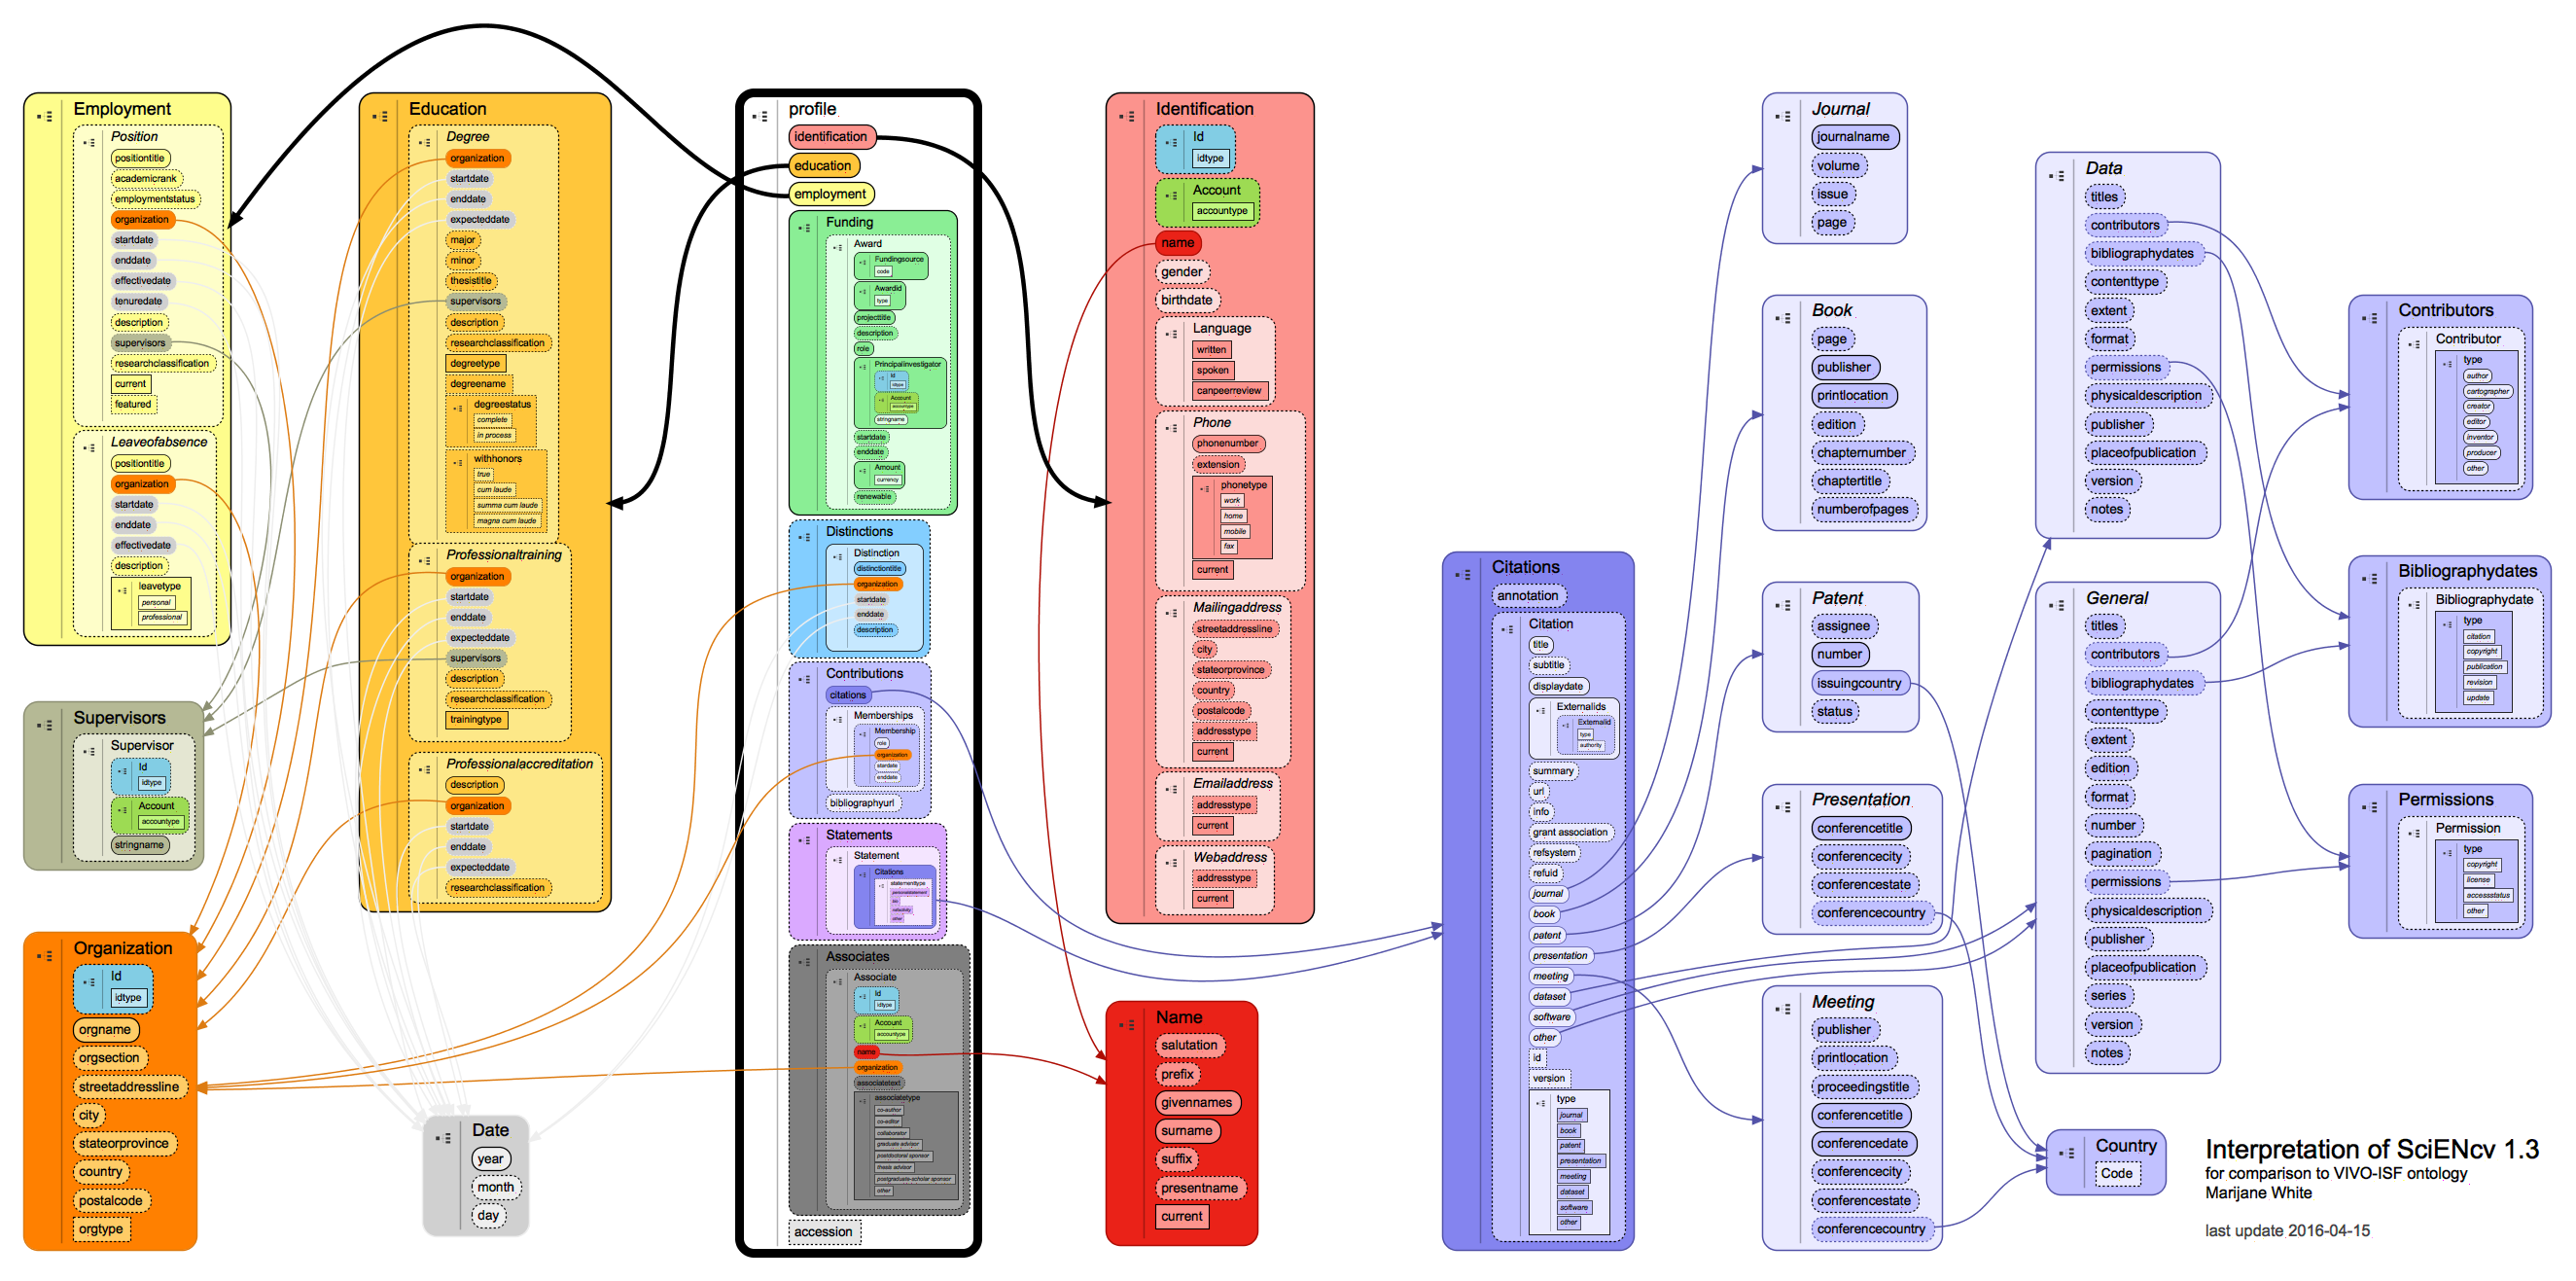 Employment
Position
positiontitle
academicrank
employmentstatus
organization
startdate
enddate
effectivedate
tenuredate
description
supervisors
researchclassification
current
featured
Leaveofabsence
positiontitle
organization
startdate
enddate
effectivedate
description
leavetype
personal
professional
Supervisors
Supervisor
Id
idtype
Account
accountype
stringname
Organization
Id
idtype
orgname
orgsection
streetaddressline
city
stateorprovince
country
postalcode
orgtype
Education
Degree
organization
startdate
enddate
expecteddate
major
minor
thesistitle
supervisors
description
researchclassification
degreetype
degreename
degreestatus
complete
in process
withhonors
true
cum laude
summa cum laude
magna cum laude
Professionaltraining
organization
startdate
enddate
expecteddate
supervisors
description
researchclassification
trainingtype
Professionalaccreditation
description
organization
startdate
enddate
expecteddate
researchclassification
Date
year
month
day
profile
identification
education
employment
Funding
Award
Fundingsource
code
Awardid
type
projecttitle
description
role
Principalinvestigator
Id
idtype
Account
accountype
stringname
startdate
enddate
Amount
currency
renewable
Distinctions
Distinction
distinctiontitle
organization
startdate
enddate
description
Contributions
citations
Memberships
Membership
role
organization
startdate
enddate
bibliographyurl
Statements
Statement
Citations
statementtype
other
Associates
Associate
Id
idtype
Account
accountype
name
organization
associatetext
associatetype
co-author
co-editor
collaborator
graduate advisor
postdoctoral sponsor
thesis advisor
postgraduate-scholar sponsor
other
accession
Identification
Id
idtype
Account
accountype
name
gender
birthdate
Language
written
spoken
canpeerreview
Phone
phonenumber
extension
phonetype
work
home
mobile
fax
current
Mailingaddress
streetaddressline
city
stateorprovince
country
postalcode
addresstype
current
Emailaddress
addresstype
current
Webaddress
addresstype
current
Name
salutation
prefix
givennames
surname
suffix
presentname
current
Citations
annotation
Citation
title
subtitle
displaydate
Externalids
Externalid
type
authority
summary
url
info
grant association
refsystem
refuid
journal
book
patent
presentation
meeting
dataset
software
other
id
version
type
journal
book
patent
presentation
meeting
dataset
software
other
Journal
journalname
volume
issue
page
Book
page
publisher
printlocation
edition
chapternumber
chaptertitle
numberofpages
Patent
assignee
number
issuingcountry
status
Presentation
conferencetitle
conferencecity
conferencestate
conferencecountry
Meeting
publisher
printlocation
proceedingstitle
conferencetitle
conferencedate
conferencecity
conferencestate
conferencecountry
Data
titles
contributors
bibliographydates
contenttype
extent
format
permissions
physicaldescription
publisher
placeofpublication
version
notes
General
titles
contributors
bibliographydates
contenttype
extent
edition
format
number
pagination
permissions
physicaldescription
publisher
placeofpublication
series
version
notes
Country
Code
Contributors
Contributor
type
author
cartographer
creator
editor
inventor
producer
other
Bibliographydates
Bibliographydate
type
citation
copyright
publication
revision
update
Permissions
Permission
type
copyright
license
accessstatus
other
Interpretation of SciENcv 1.3
for comparison to VIVO-ISF ontology
Marijane White
last update 2016-04-15